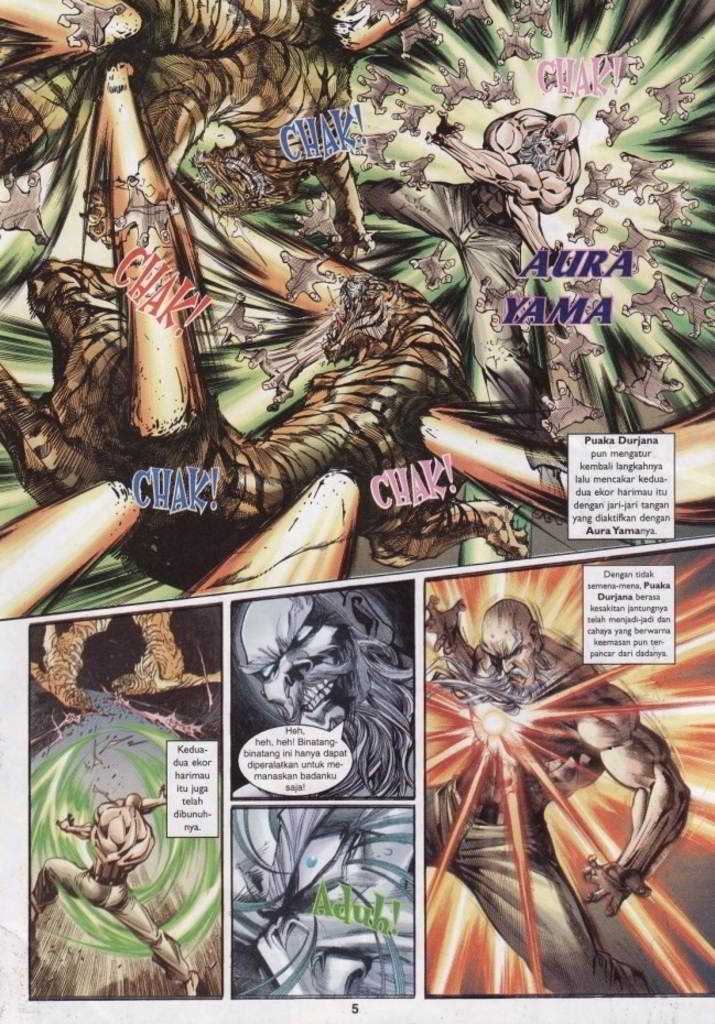 CHAK!
CHAK!
CHAK!
AURA
YAMA
CHAK!
CHAK!
Puaka Durjana
pun mengatur
kembali langkahnya
lalu mencakar kedua-
dua ekor harimau itu
dengan jari-jari tangan
yang diaktifkan dengan
Aura Yamanya.
Kedua-
dua ekor
harimau
itu juga
telah
dibunuh-
nya.
Heh,
heh, heh! Binatang-
binatang ini hanya dapat
diperalatkan untuk me-
manaskan badanku
saja!
Aduh!
Dengan tidak
semena-mena, Puaka
Durjana berasa
kesakitan jantungnya
telah menjadi-jadi dan
cahaya yang berwarna
keemasan pun ter-
pancar dari dadanya.
5